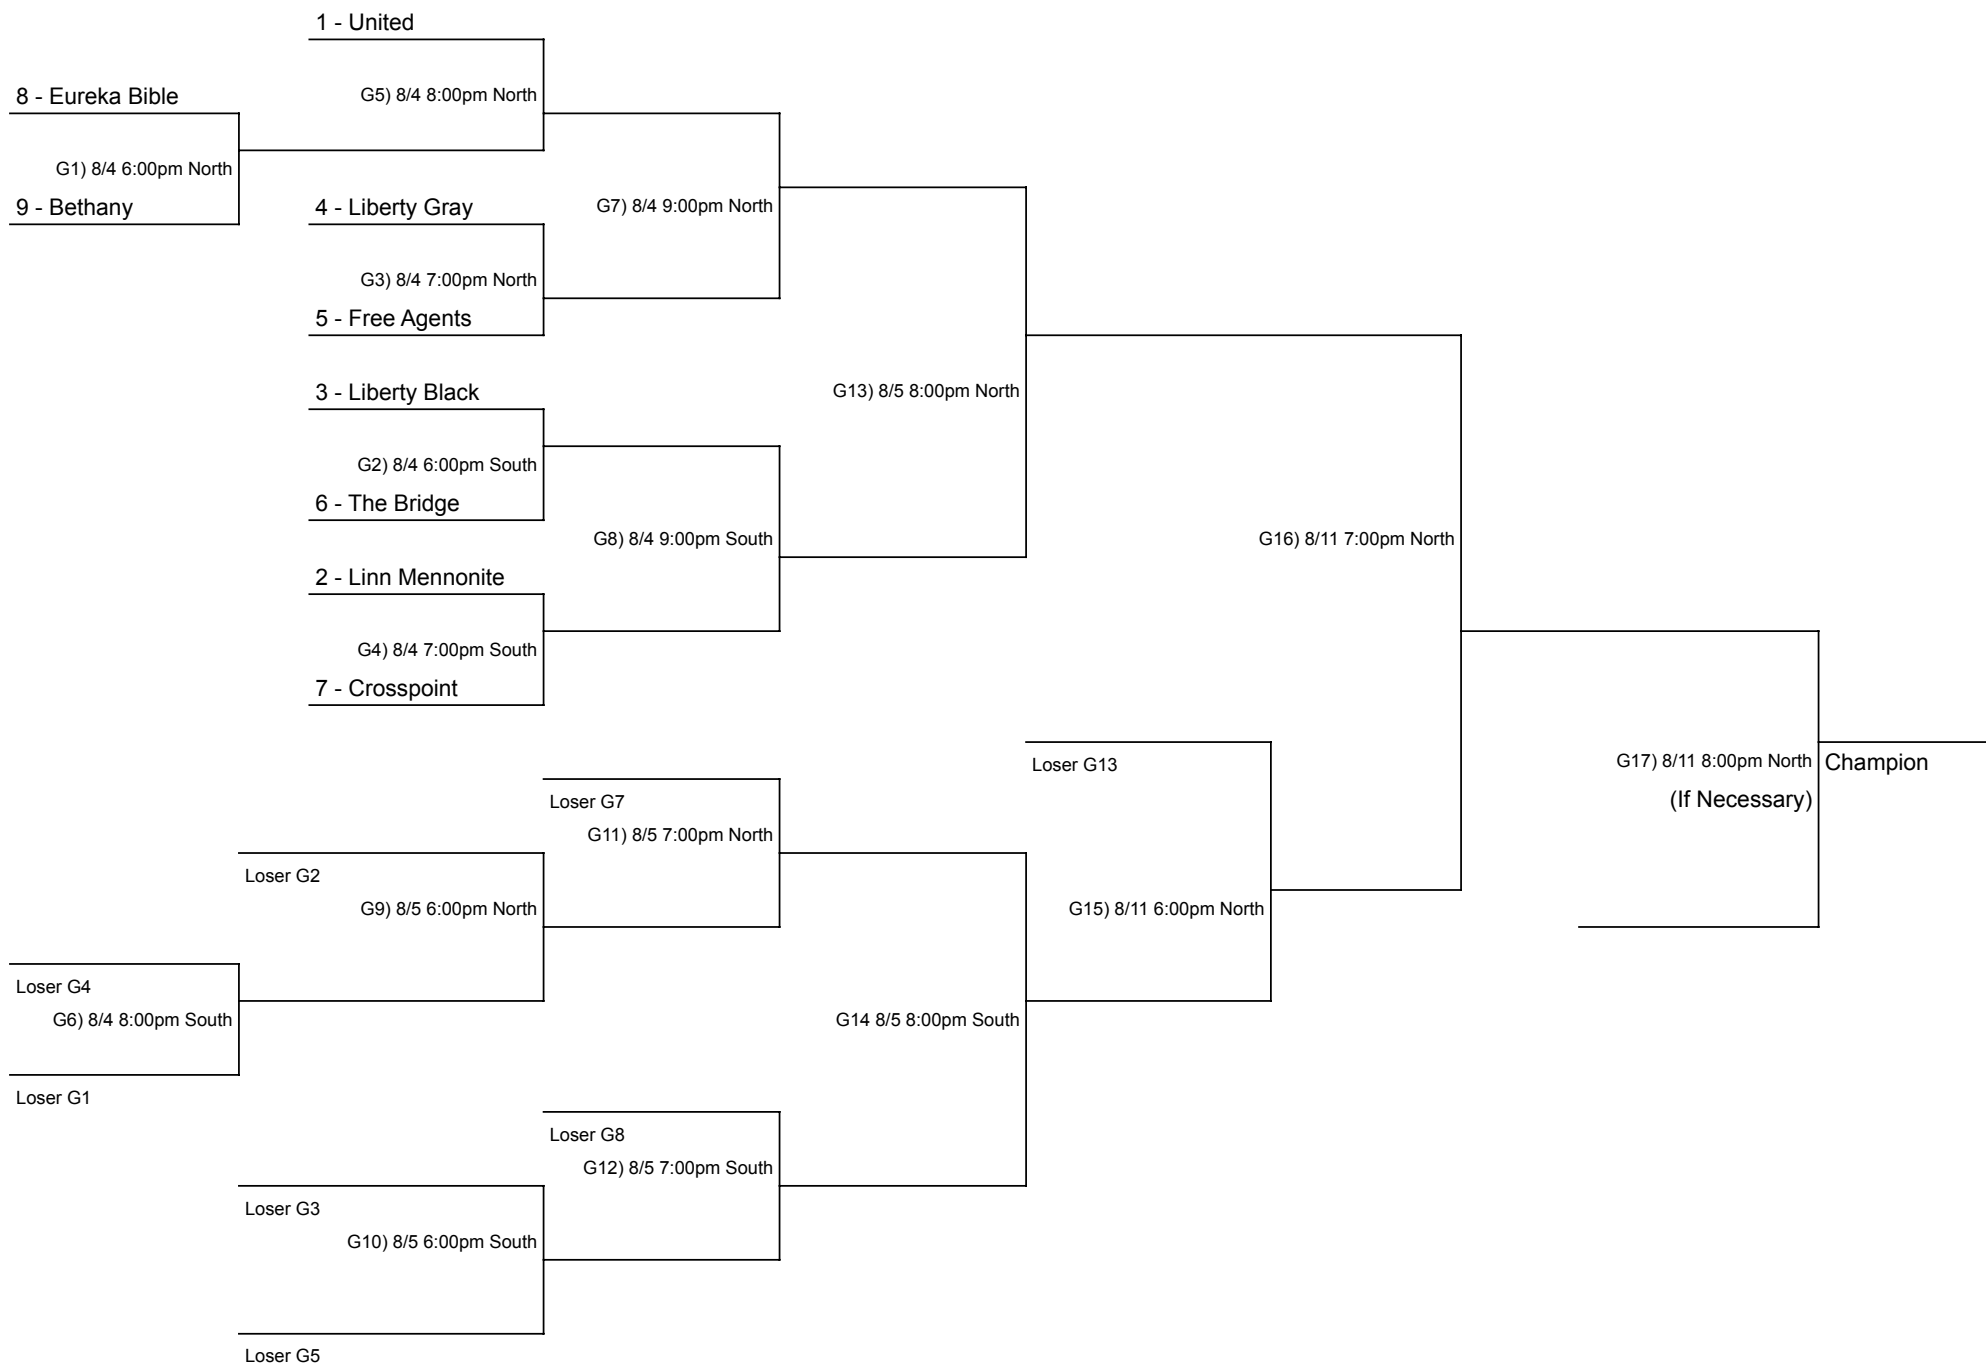 1 - United
8 - Eureka Bible
G5) 8/4 8:00pm North
G1) 8/4 6:00pm North
9 - Bethany
4 - Liberty Gray
G7) 8/4 9:00pm North
G3) 8/4 7:00pm North
5 - Free Agents
3 - Liberty Black
G13) 8/5 8:00pm North
G2) 8/4 6:00pm South
6 - The Bridge
G8) 8/4 9:00pm South
G16) 8/11 7:00pm North
2 - Linn Mennonite
G4) 8/4 7:00pm South
7 - Crosspoint
Loser G13
G17) 8/11 8:00pm North
Champion
(If Necessary)
Loser G7
G11) 8/5 7:00pm North
Loser G2
G9) 8/5 6:00pm North
G15) 8/11 6:00pm North
Loser G4
G6) 8/4 8:00pm South
G14 8/5 8:00pm South
Loser G1
Loser G8
G12) 8/5 7:00pm South
Loser G3
G10) 8/5 6:00pm South
Loser G5